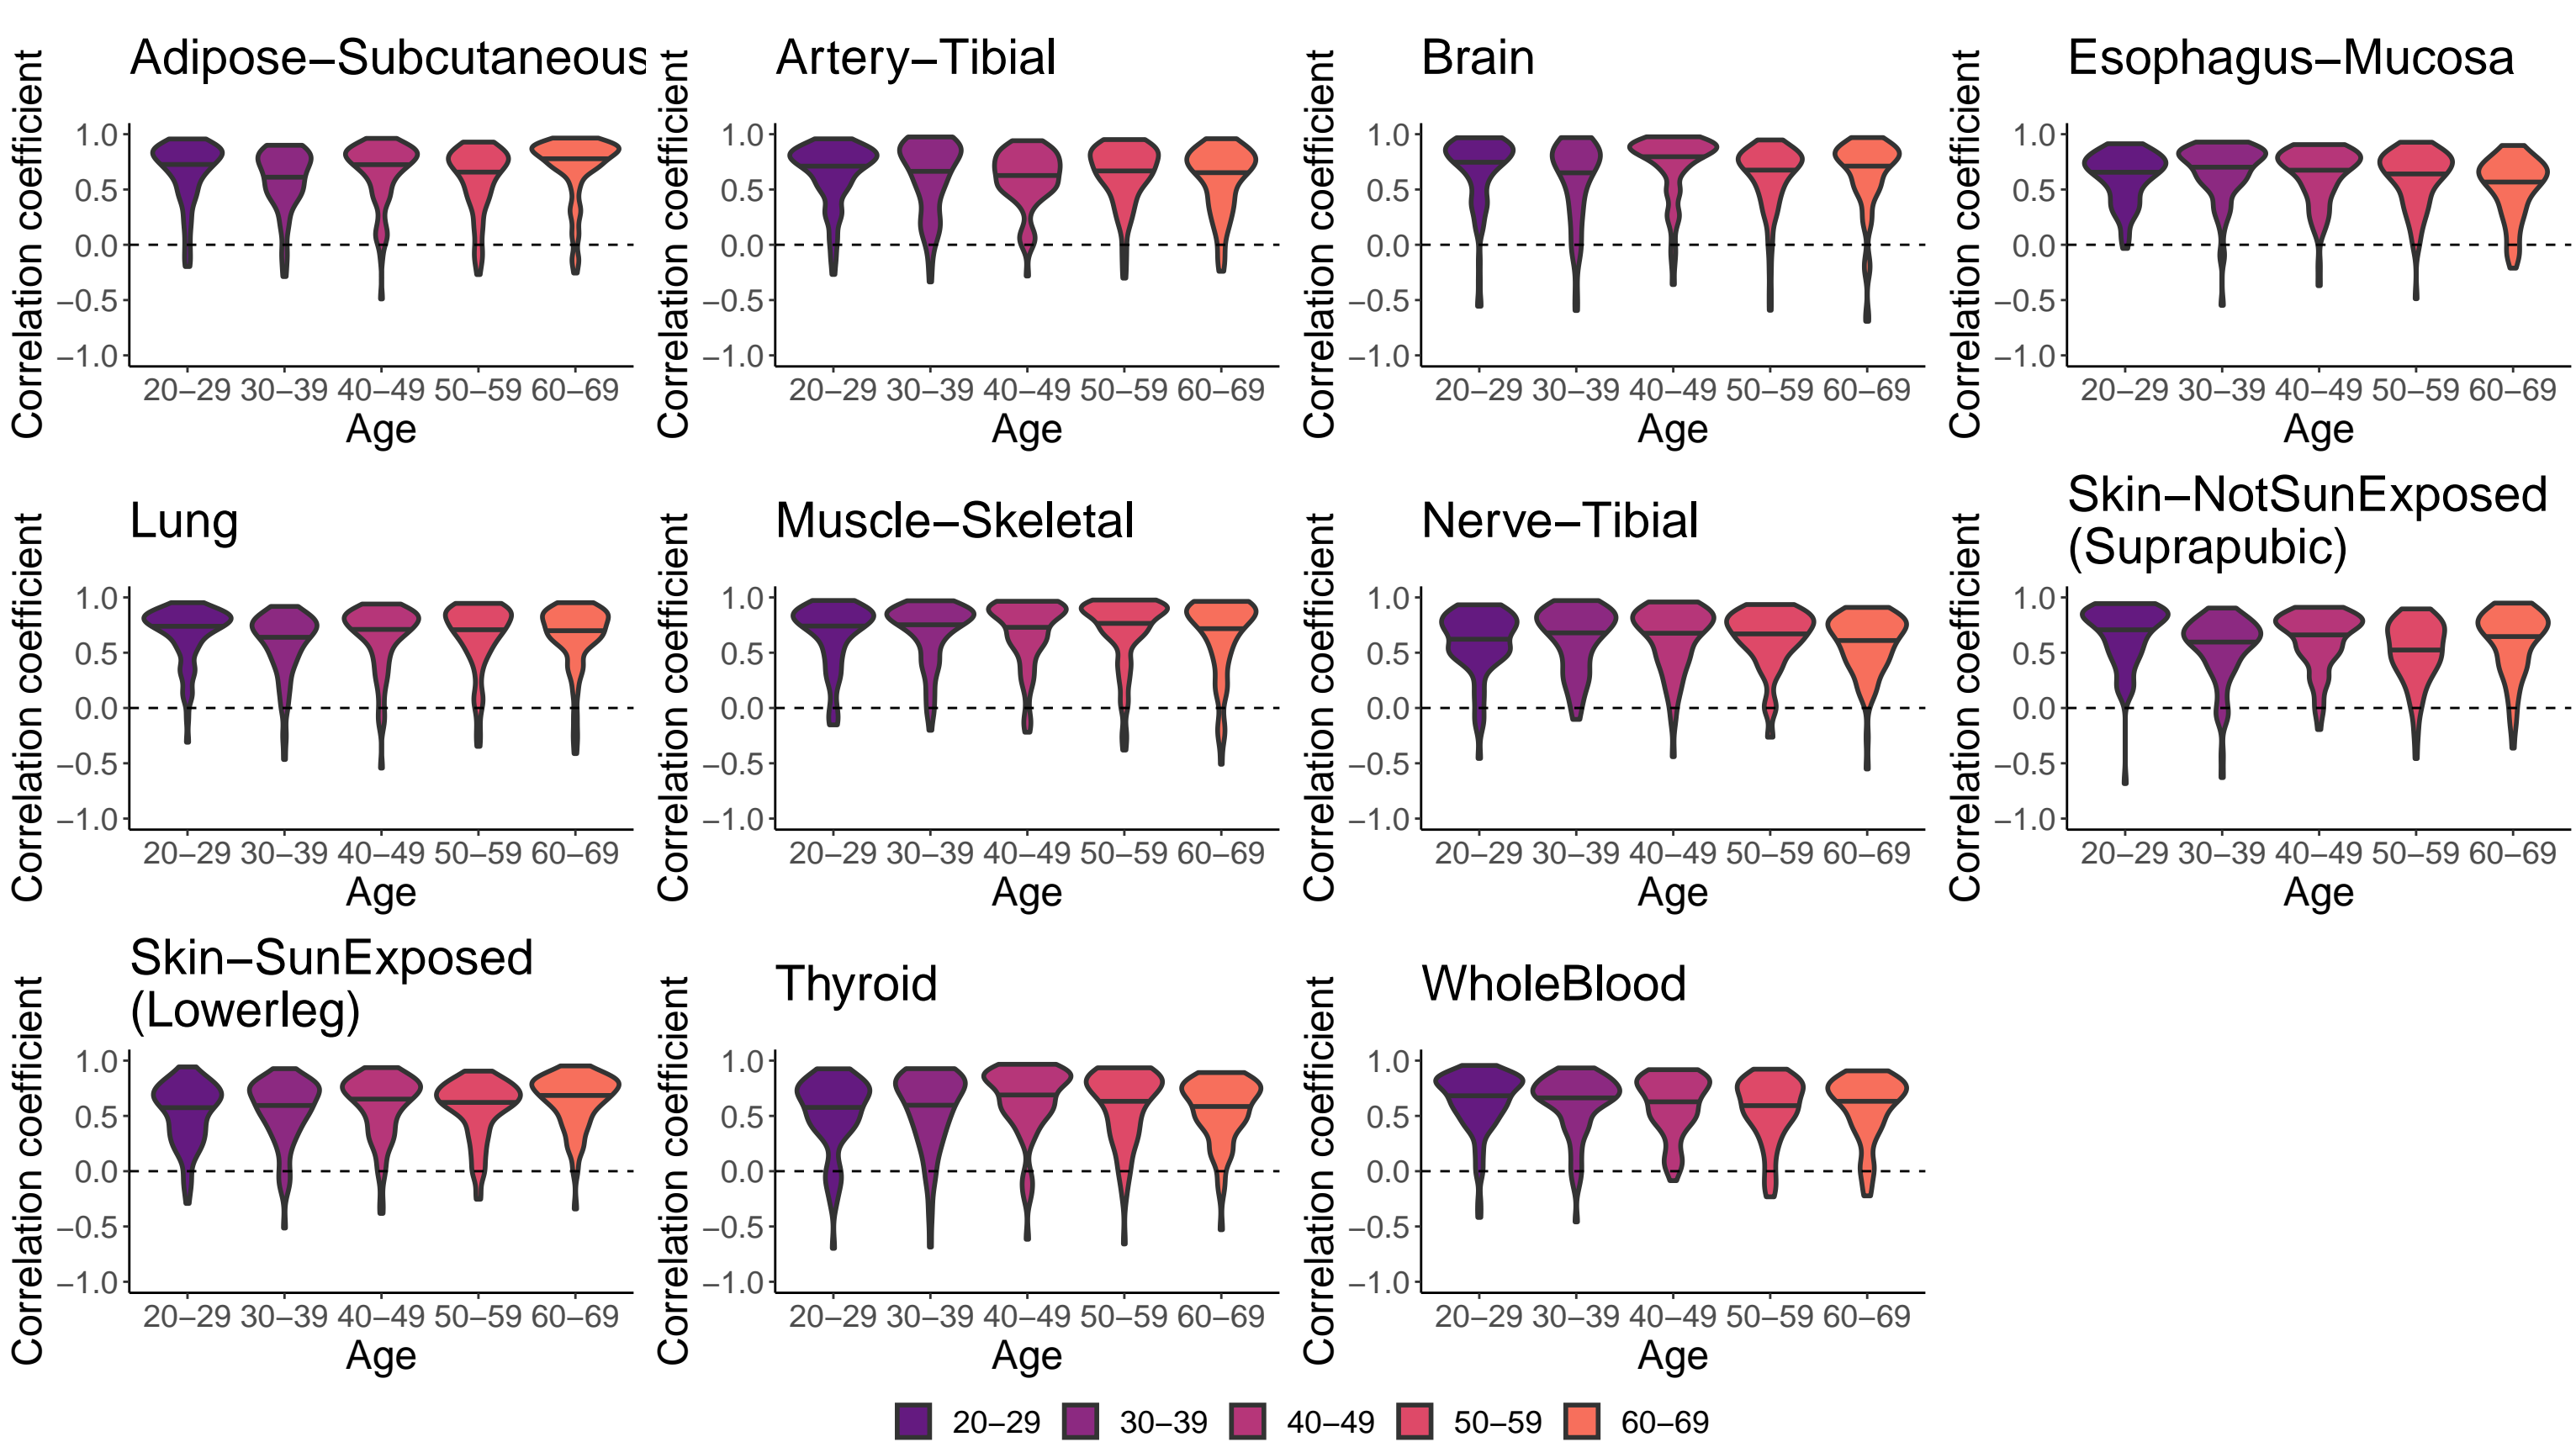 Adipose−Subcutaneous
Correlation coefficient
1.0
0.5
0.0
−0.5
−1.0
20−29 30−39 40−49 50−59 60−69
Age
Artery−Tibial
Correlation coefficient
1.0
0.5
0.0
−0.5
−1.0
20−29 30−39 40−49 50−59 60−69
Age
Brain
Correlation coefficient
1.0
0.5
0.0
−0.5
−1.0
20−29 30−39 40−49 50−59 60−69
Age
Esophagus−Mucosa
Correlation coefficient
1.0
0.5
0.0
−0.5
−1.0
20−29 30−39 40−49 50−59 60−69
Age
Lung
Correlation coefficient
1.0
0.5
0.0
−0.5
−1.0
20−29 30−39 40−49 50−59 60−69
Age
Muscle−Skeletal
Correlation coefficient
1.0
0.5
0.0
−0.5
−1.0
20−29 30−39 40−49 50−59 60−69
Age
Nerve−Tibial
Correlation coefficient
1.0
0.5
0.0
−0.5
−1.0
20−29 30−39 40−49 50−59 60−69
Age
Skin−NotSunExposed
(Suprapubic)
Correlation coefficient
1.0
0.5
0.0
−0.5
−1.0
20−29 30−39 40−49 50−59 60−69
Age
Skin−SunExposed
(Lowerleg)
Correlation coefficient
1.0
0.5
0.0
−0.5
−1.0
20−29 30−39 40−49 50−59 60−69
Age
Thyroid
Correlation coefficient
1.0
0.5
0.0
−0.5
−1.0
20−29 30−39 40−49 50−59 60−69
Age
WholeBlood
Correlation coefficient
1.0
0.5
0.0
−0.5
−1.0
20−29 30−39 40−49 50−59 60−69
Age
20−29 30−39 40−49 50−59 60−69